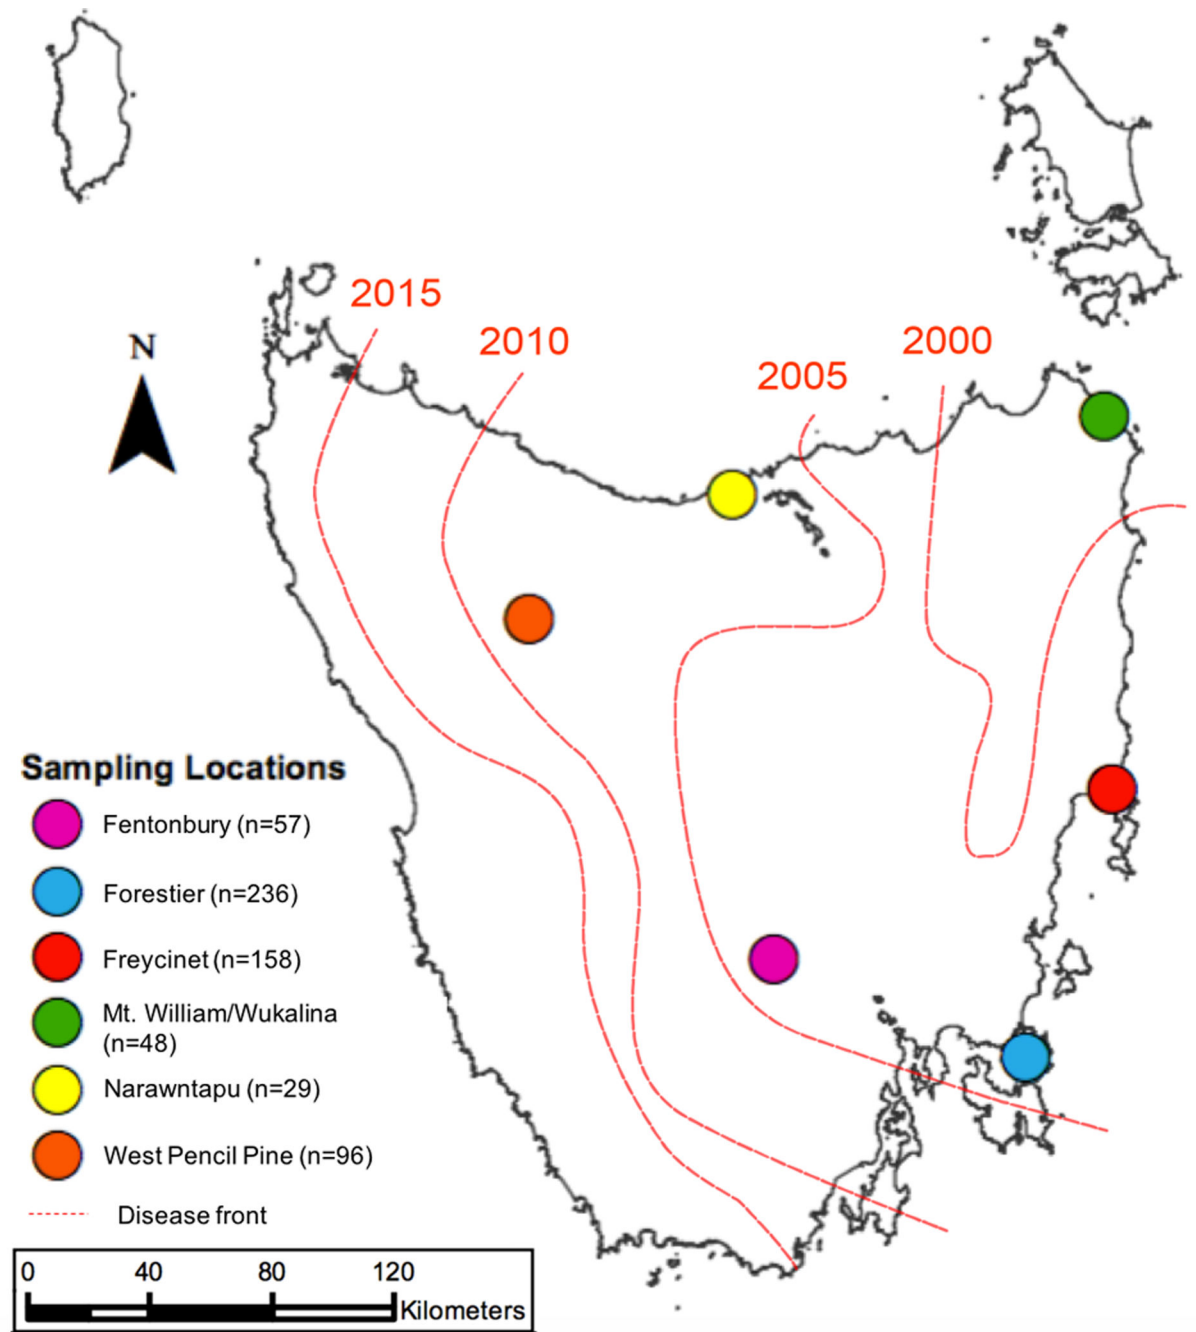 2015
2010
2005
2000
N
Sampling Locations
Fentonbury (n=57)
Forestier (n=236)
Freycinet (n=158)
Mt. William/Wukalina
(n=48)
Narawntapu (n=29)
West Pencil Pine (n=96)
Disease front
0 40 80 120
Kilometers